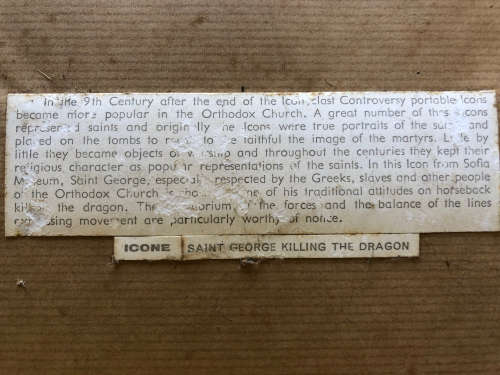 In the 9th Century after the end of the Iconoclast Controversy portable icons
became more popular in the Orthodox Church. A great number of these icons
represented saints and originally the Icons were true portraits of the
placed on the tombs to to the faithful the image of the martyrs. Little by
little they became objects of worship and throughout the centuries they kept their
religious character as popular representations of the saints. In this Icon from Sofia
Museum, Saint George, especially respected by the Greeks, slaves and other people
of the Orthodox Church is one of his traditional attitudes on horseback
killing the dragon. The of the forces and the balance of the lines
expressing movement are particularly worthy of notice.
ICONE SAINT GEORGE KILLING THE DRAGON